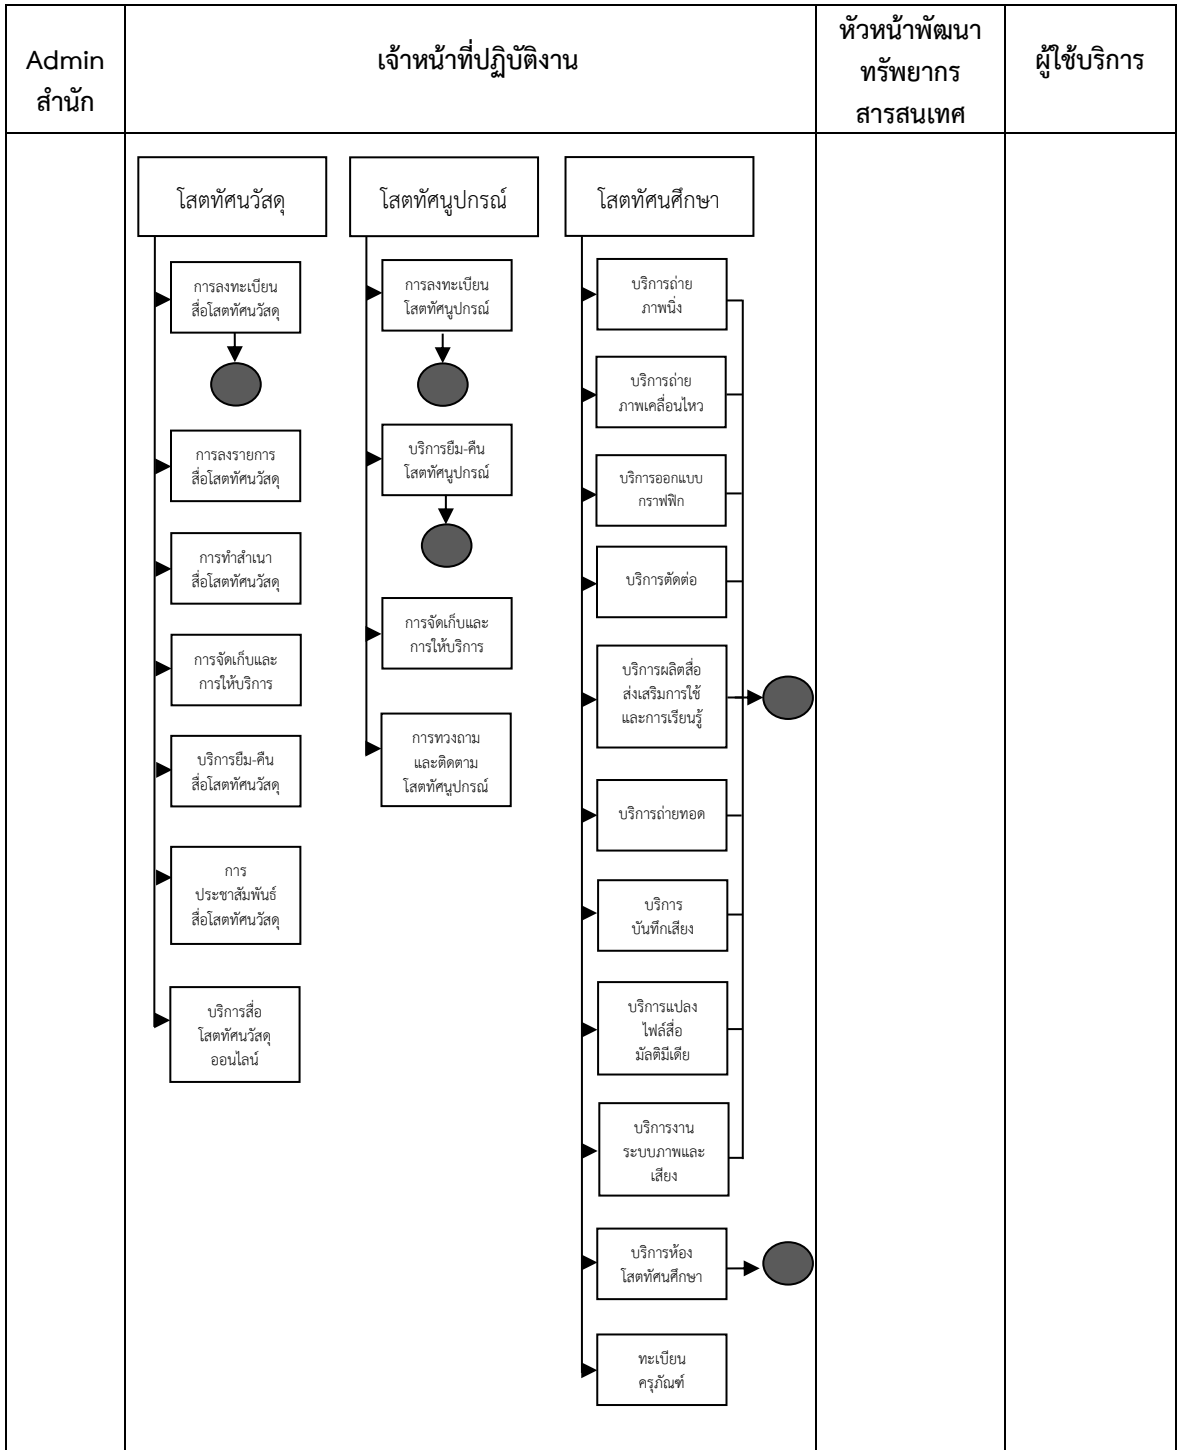 Admin
สำนัก
เจ้าหน้าที่ปฏิบัติงาน
หัวหน้าพัฒนา
ทรัพยากร
สารสนเทศ
ผู้ใช้บริการ
โสตทัศนวัสดุ
การลงทะเบียน
สื่อโสตทัศนวัสดุ
การลงรายการ
สื่อโสตทัศนวัสดุ
การทำสำเนา
สื่อโสตทัศนวัสดุ
การจัดเก็บและ
การให้บริการ
บริการยืม-คืน
สื่อโสตทัศนวัสดุ
การ
ประชาสัมพันธ์
สื่อโสตทัศนวัสดุ
บริการสื่อ
โสตทัศนวัสดุ
ออนไลน์
โสตทัศนูปกรณ์
การลงทะเบียน
โสตทัศนูปกรณ์
บริการยืม-คืน
โสตทัศนูปกรณ์
การจัดเก็บและ
การให้บริการ
การทวงถาม
และติดตาม
โสตทัศนูปกรณ์
โสตทัศนศึกษา
บริการถ่าย
ภาพนิ่ง
บริการถ่าย
ภาพเคลื่อนไหว
บริการออกแบบ
กราฟฟิก
บริการตัดต่อ
บริการผลิตสื่อ
ส่งเสริมการใช้
และการเรียนรู้
บริการถ่ายทอด
บริการ
บันทึกเสียง
บริการแปลง
ไฟล์สื่อ
มัลติมีเดีย
บริการงาน
ระบบภาพและ
เสียง
บริการห้อง
โสตทัศนศึกษา
ทะเบียน
ครุภัณฑ์